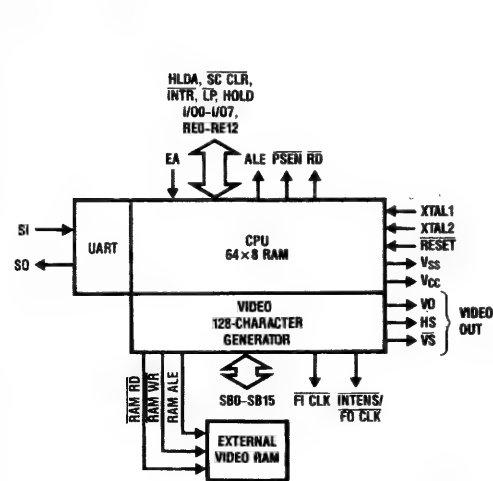 HLDA, SC CLR,
INTR, LP, HOLD
I/O0-I/O7,
RE0-RE12
EA
ALE
PSEN
RD
SI
SO
UART
CPU
64×8 RAM
XTAL1
XTAL2
RESET
VSS
VCC
VIDEO
128-CHARACTER
GENERATOR
VO
HS
VS
VIDEO
OUT
RAM RD
RAM WR
RAM ALE
SB0-SB15
FI CLK
INTENS/
FO CLK
EXTERNAL
VIDEO RAM